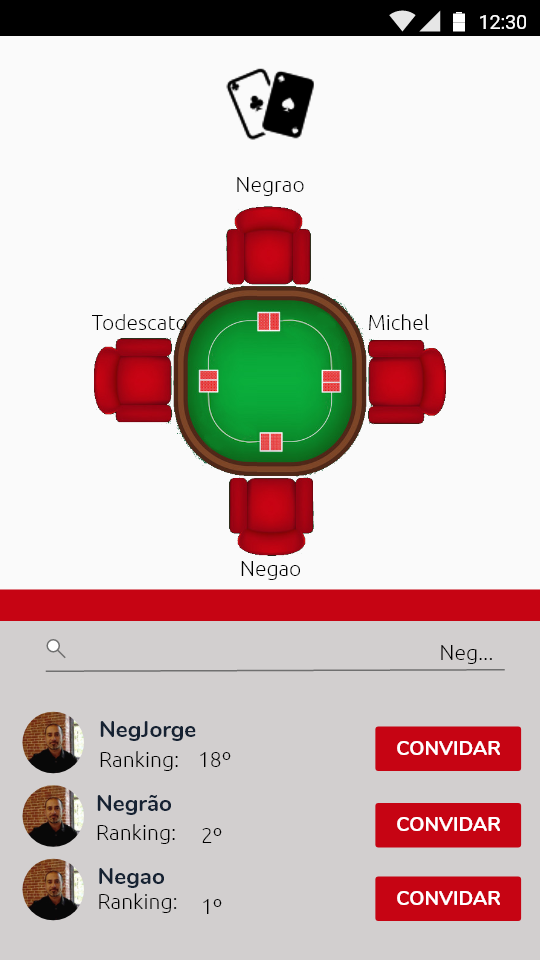 12:30
Negrao
Todescato
Michel
Negao
Neg...
NegJorge
Ranking: 18º
CONVIDAR
Negrão
Ranking: 2º
CONVIDAR
Negao
Ranking: 1º
CONVIDAR